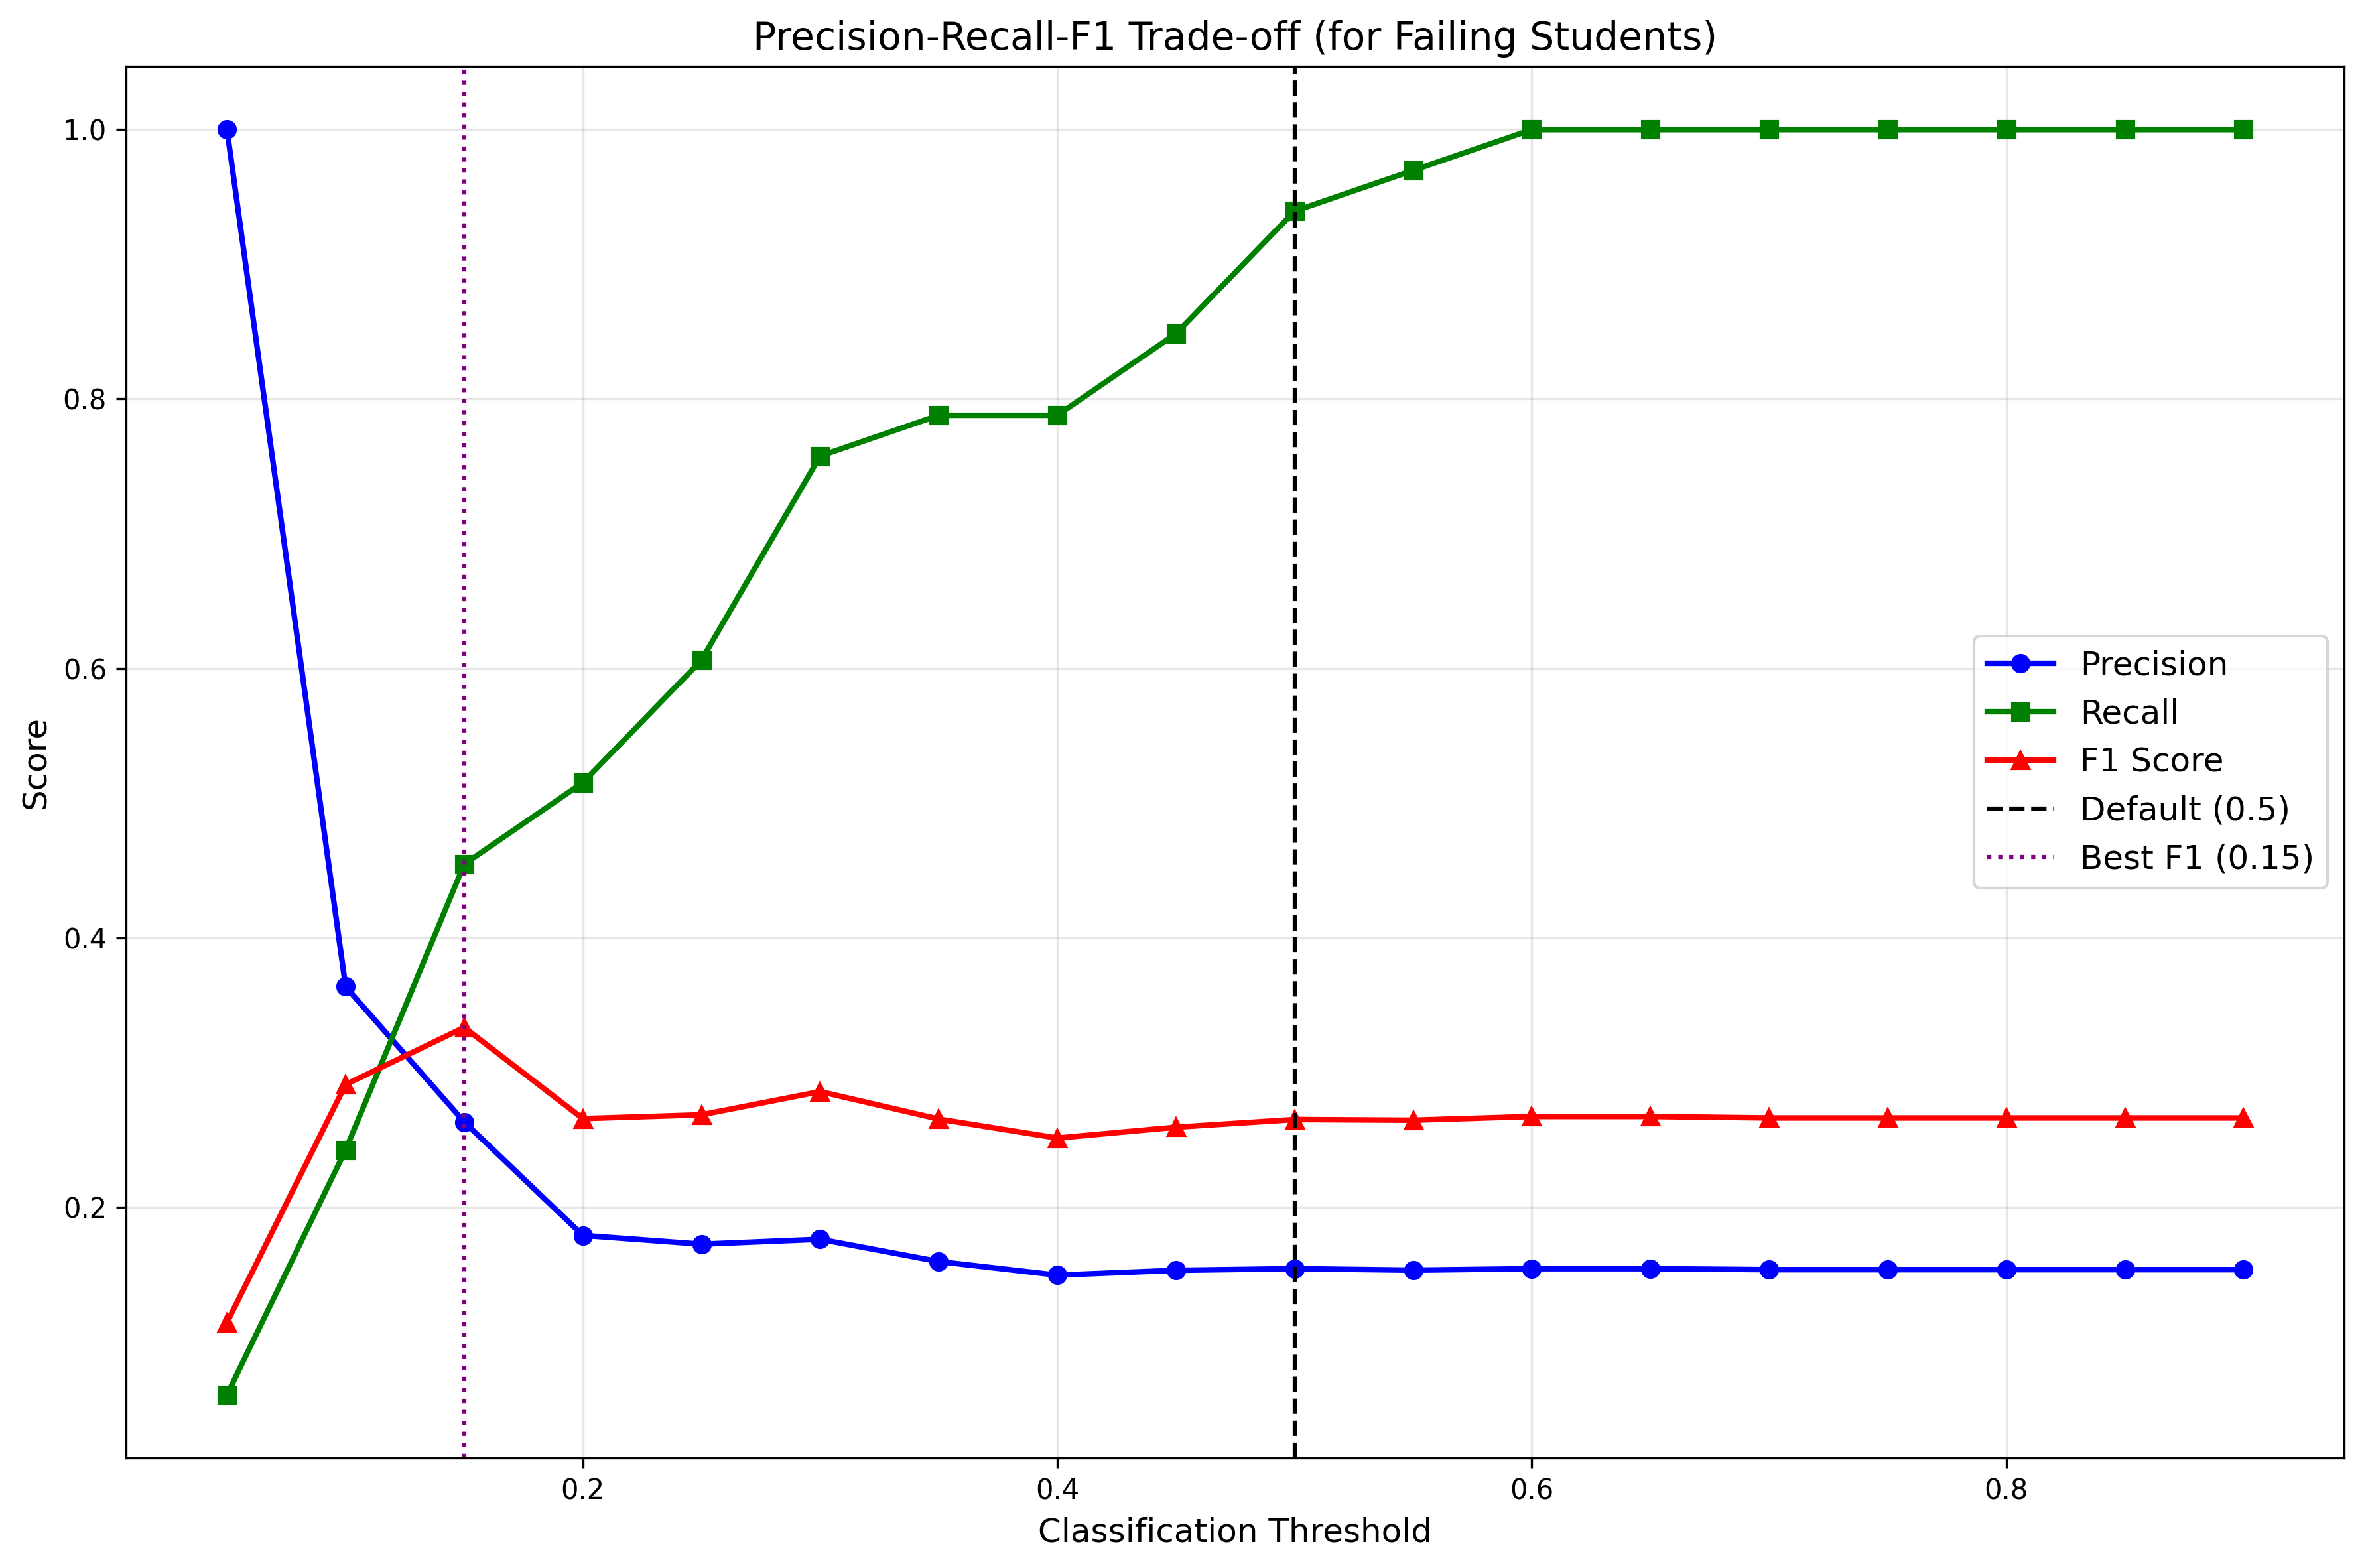 Precision-Recall-F1 Trade-off (for Failing Students)
1.0
0.8
0.6
0.4
0.2
Score
Precision
Recall
F1 Score
Default (0.5)
Best F1 (0.15)
0.2
0.4
0.6
0.8
Classification Threshold